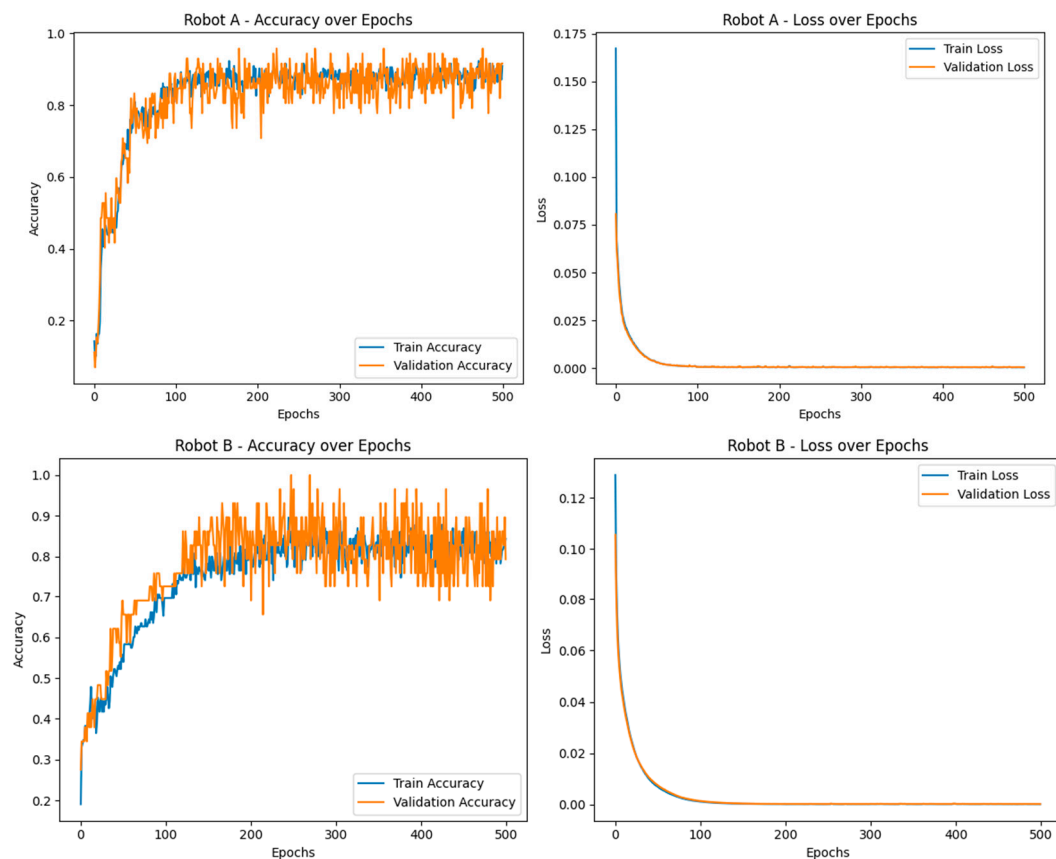 Robot A - Accuracy over Epochs
1.0
0.8
0.6
0.4
0.2
Accuracy
0 100 200 300 400 500
Epochs
Train Accuracy
Validation Accuracy
Robot A - Loss over Epochs
0.175
0.150
0.125
0.100
0.075
0.050
0.025
0.000
Loss
0 100 200 300 400 500
Epochs
Train Loss
Validation Loss
Robot B - Accuracy over Epochs
1.0
0.9
0.8
0.7
0.6
0.5
0.4
0.3
0.2
Accuracy
0 100 200 300 400 500
Epochs
Train Accuracy
Validation Accuracy
Robot B - Loss over Epochs
0.12
0.10
0.08
0.06
0.04
0.02
0.00
Loss
0 100 200 300 400 500
Epochs
Train Loss
Validation Loss